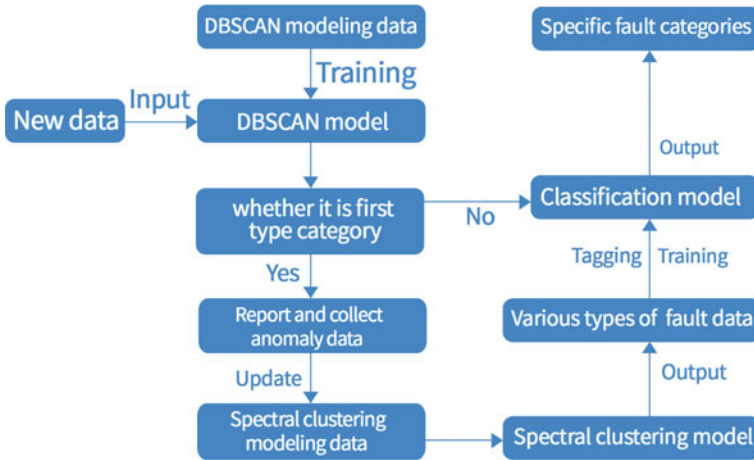 DBSCAN modeling data
Specific fault categories
Training
Input
New data
DBSCAN model
Output
whether it is first
type category
No
Classification model
Yes
Tagging
Training
Report and collect
anomaly data
Various types of fault data
Update
Output
Spectral clustering
modeling data
Spectral clustering model